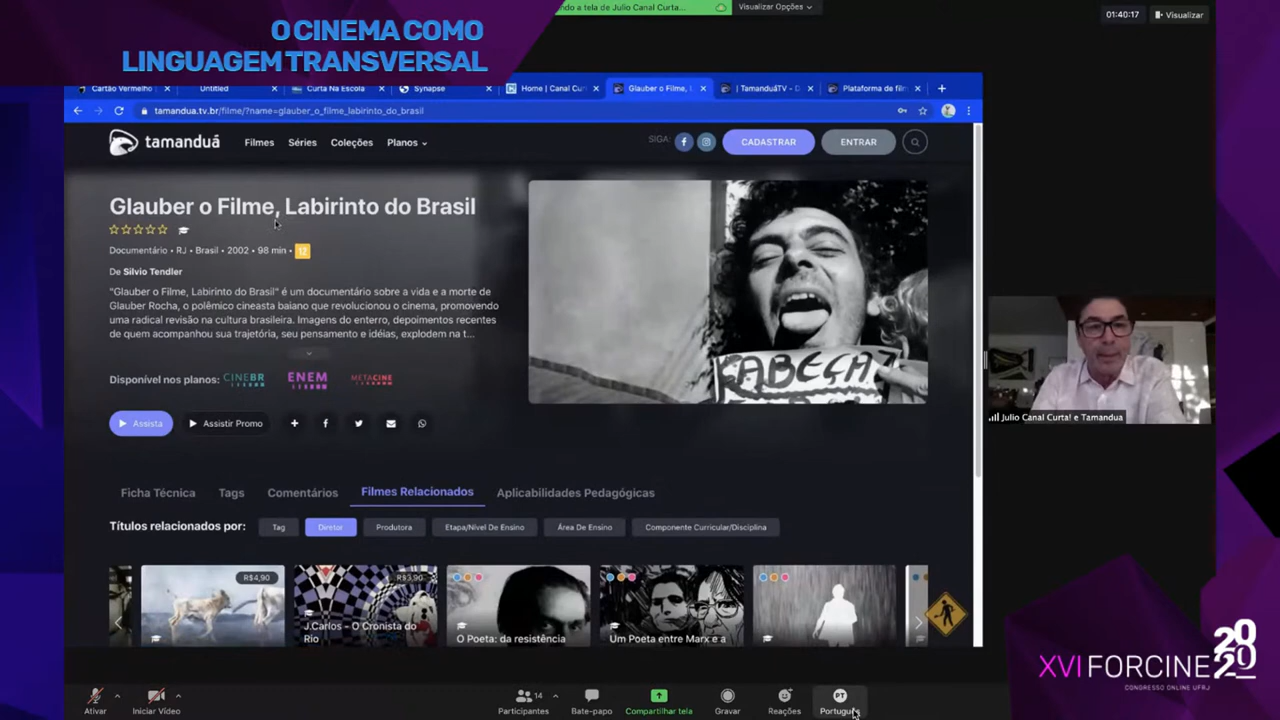 O CINEMA COMO
LINGUAGEM TRANSVERSAL
ndo a tela de Julio Canal Curta...
Visualizar Opções
01:40:17
Visualizar
Cartão Vermelho
Untitled
Curta Na Escola
Synapse
Home | Canal Cur
Glauber o Filme, L
| TamanduáTV - D
Plataforma de film
tamandua.tv.br/filme/?name=glauber_o_filme_labirinto_do_brasil
tamanduá
Filmes
Séries
Coleções
Planos
SIGA:
CADASTRAR
ENTRAR
Glauber o Filme, Labirinto do Brasil
Documentário • RJ • Brasil • 2002 • 98 min • 12
De Silvio Tendler
"Glauber o Filme, Labirinto do Brasil" é um documentário sobre a vida e a morte de
Glauber Rocha, o polêmico cineasta baiano que revolucionou o cinema, promovendo
uma radical revisão na cultura brasileira. Imagens do enterro, depoimentos recentes
de quem acompanhou sua trajetória, seu pensamento e idéias, explodem na t...
Disponível nos planos:
CINEBR
ENEM
METACINE
KABEÇA
Assista
Assistir Promo
Julio Canal Curta! e Tamandua
Ficha Técnica
Tags
Comentários
Filmes Relacionados
Aplicabilidades Pedagógicas
Títulos relacionados por:
Tag
Diretor
Produtora
Etapa/Nível De Ensino
Área De Ensino
Componente Curricular/Disciplina
R$4,90
R$3,90
J.Carlos - O Cronista do
Rio
O Poeta: da resistência
Um Poeta entre Marx e a
XVI FORCINE 2020
CONGRESSO ONLINE UFRJ
Ativar
Iniciar Vídeo
14
Participantes
Bate-papo
Compartilhar tela
Gravar
Reações
PT
Português